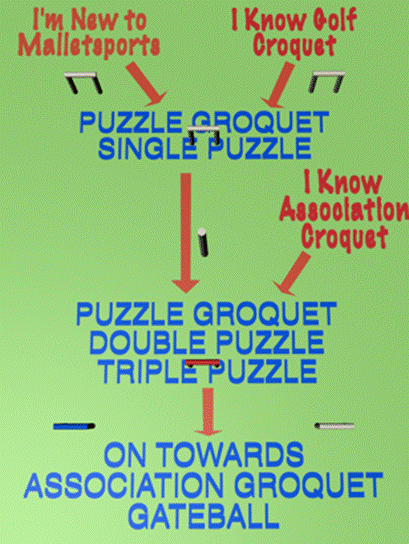 I'm New to
Malletsports
I Know Golf
Croquet
PUZZLE GROQUET
SINGLE PUZZLE
I Know
Association
Croquet
PUZZLE GROQUET
DOUBLE PUZZLE
TRIPLE PUZZLE
ON TOWARDS
ASSOCIATION GROQUET
GATEBALL